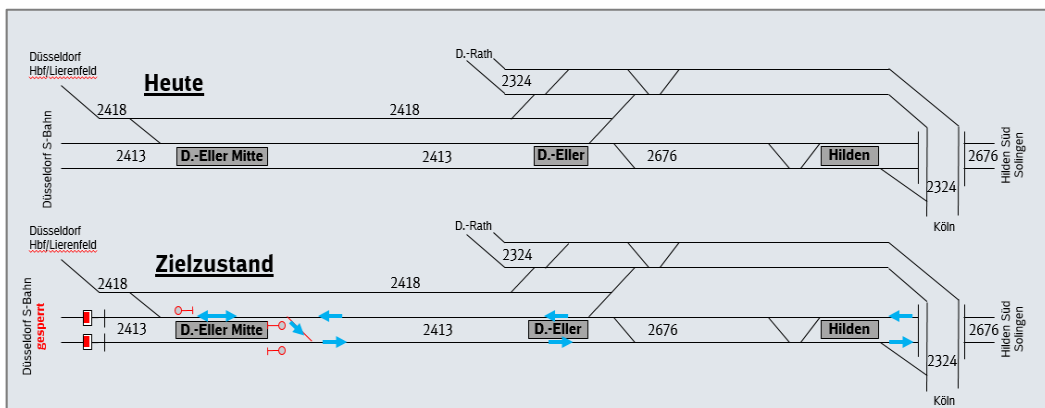 Düsseldorf
Hbf/Lierenfeld
Heute
D.-Rath
2324
2418
2418
Düsseldorf S-Bahn
2413
D.-Eller Mitte
2413
D.-Eller
2676
Hilden
2676
Hilden Süd
Solingen
2324
Köln
Düsseldorf
Hbf/Lierenfeld
Zielzustand
D.-Rath
2324
2418
2418
Düsseldorf S-Bahn
gesperrt
2413
D.-Eller Mitte
2413
D.-Eller
2676
Hilden
2676
Hilden Süd
Solingen
2324
Köln